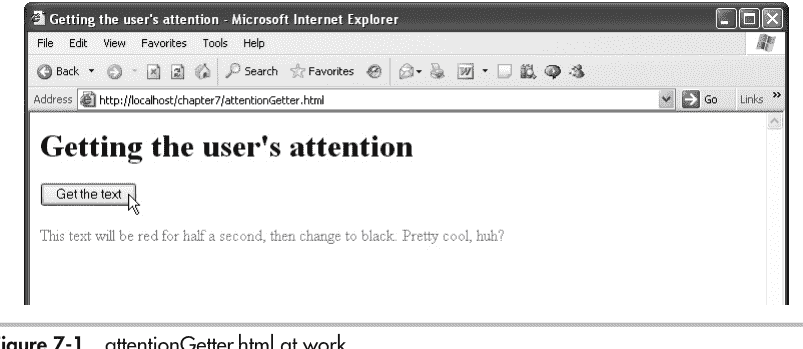 Getting the user's attention - Microsoft Internet Explorer
File Edit View Favorites Tools Help
Back Search Favorites
Address http://localhost/chapter7/attentionGetter.html Go Links »
Getting the user's attention
Get the text
This text will be red for half a second, then change to black. Pretty cool, huh?
Figure 7-1 attentionGetter.html at work